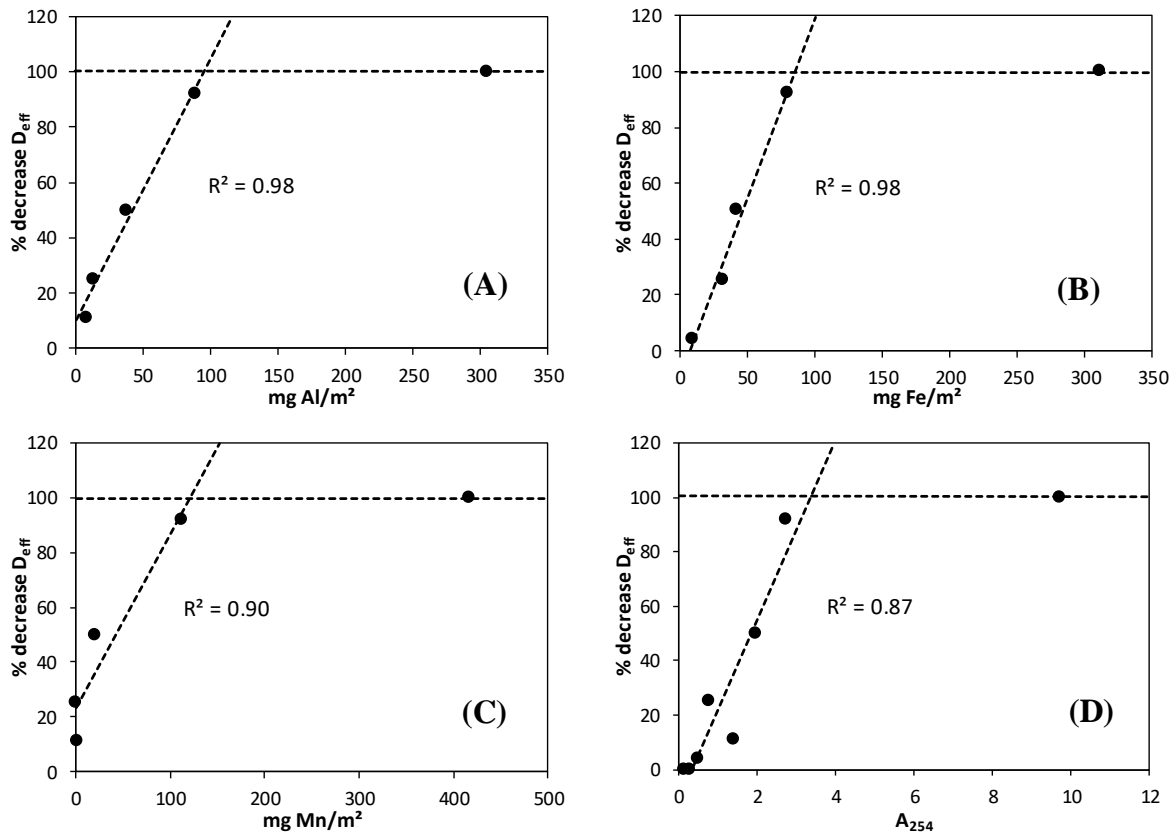 120
100
80
60
40
20
0
% decrease Deff
R² = 0.98
(A)
0 50 100 150 200 250 300 350
mg Al/m²
120
100
80
60
40
20
0
% decrease Deff
R² = 0.98
(B)
0 50 100 150 200 250 300 350
mg Fe/m²
120
100
80
60
40
20
0
% decrease Deff
R² = 0.90
(C)
0 100 200 300 400 500
mg Mn/m²
120
100
80
60
40
20
0
% decrease Deff
R² = 0.87
(D)
0 2 4 6 8 10 12
A254